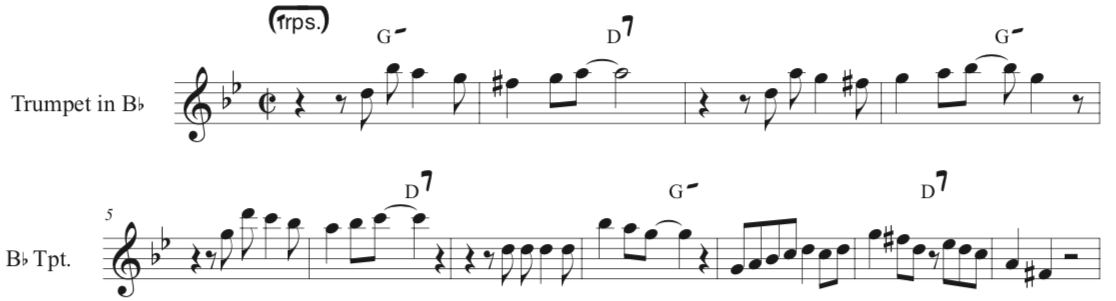 (Trps.)
G- D7 G-
Trumpet in B♭
D7 G- D7
5
B♭ Tpt.